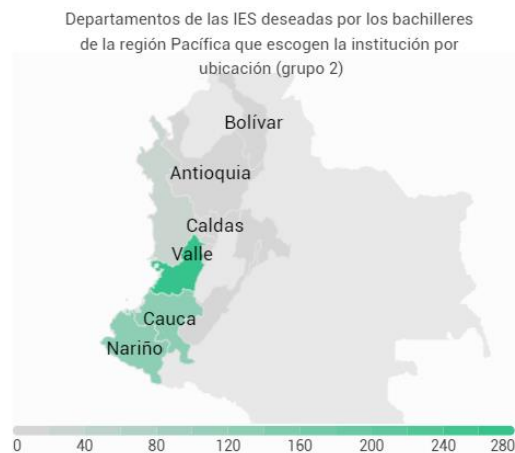 Departamentos de las IES deseadas por los bachilleres
de la región Pacífica que escogen la institución por
ubicación (grupo 2)
Bolívar
Antioquia
Caldas
Valle
Cauca
Nariño
0 40 80 120 160 200 240 280